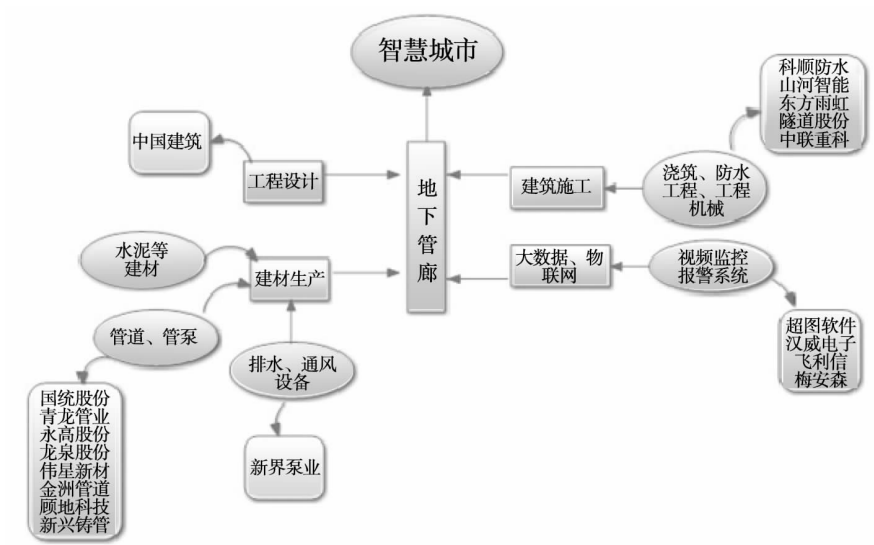 智慧城市
中国建筑
工程设计
地
下
管
廊
建筑施工
浇筑、防水
工程、工程
机械
科顺防水
山河智能
东方雨虹
隧道股份
中联重科
水泥等
建材
建材生产
大数据、物
联网
视频监控
报警系统
管道、管泵
排水、通风
设备
超图软件
汉威电子
飞利信
梅安森
国统股份
青龙管业
永高股份
龙泉股份
伟星新材
金洲管道
顾地科技
新兴铸管
新界泵业